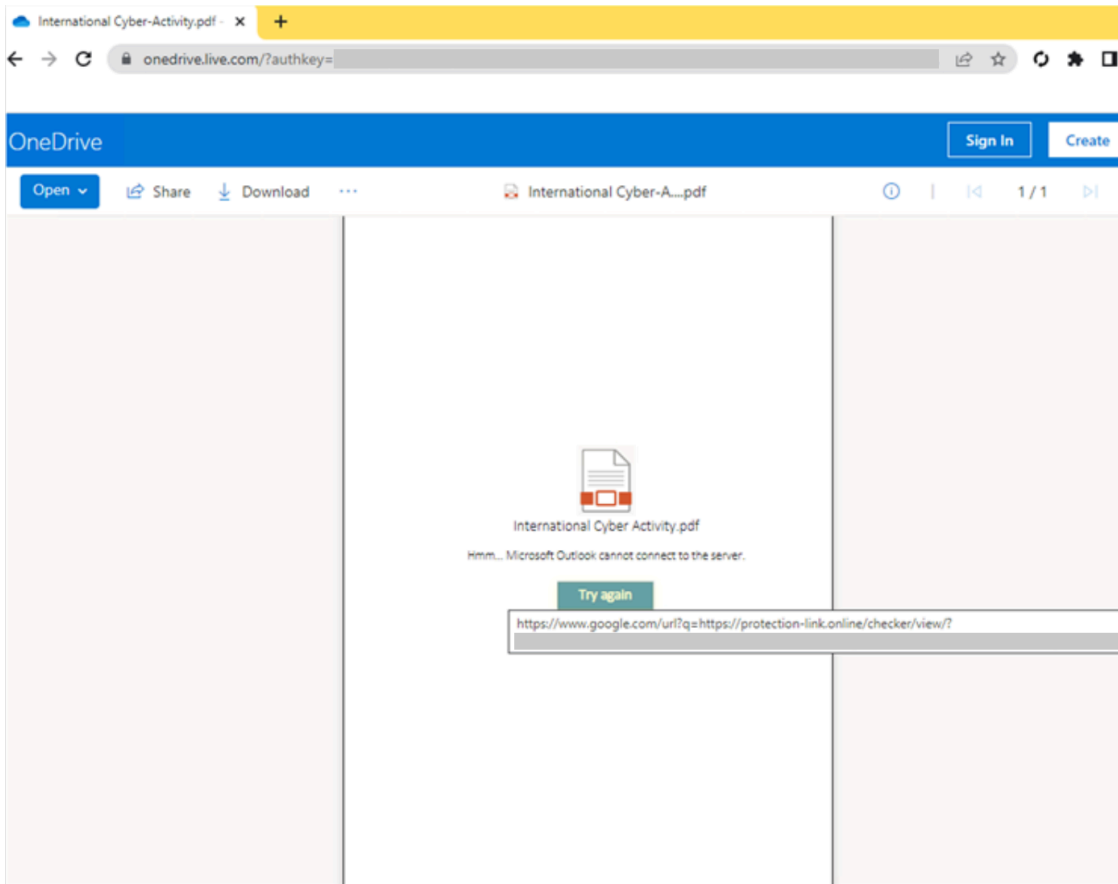 International Cyber-Activity.pdf -
onedrive.live.com/?authkey=
OneDrive
Sign In
Create
Open
Share
Download
International Cyber-A....pdf
1 / 1
International Cyber Activity.pdf
Hmm... Microsoft Outlook cannot connect to the server.
Try again
https://www.google.com/url?q=https://protection-link.online/checker/view/?